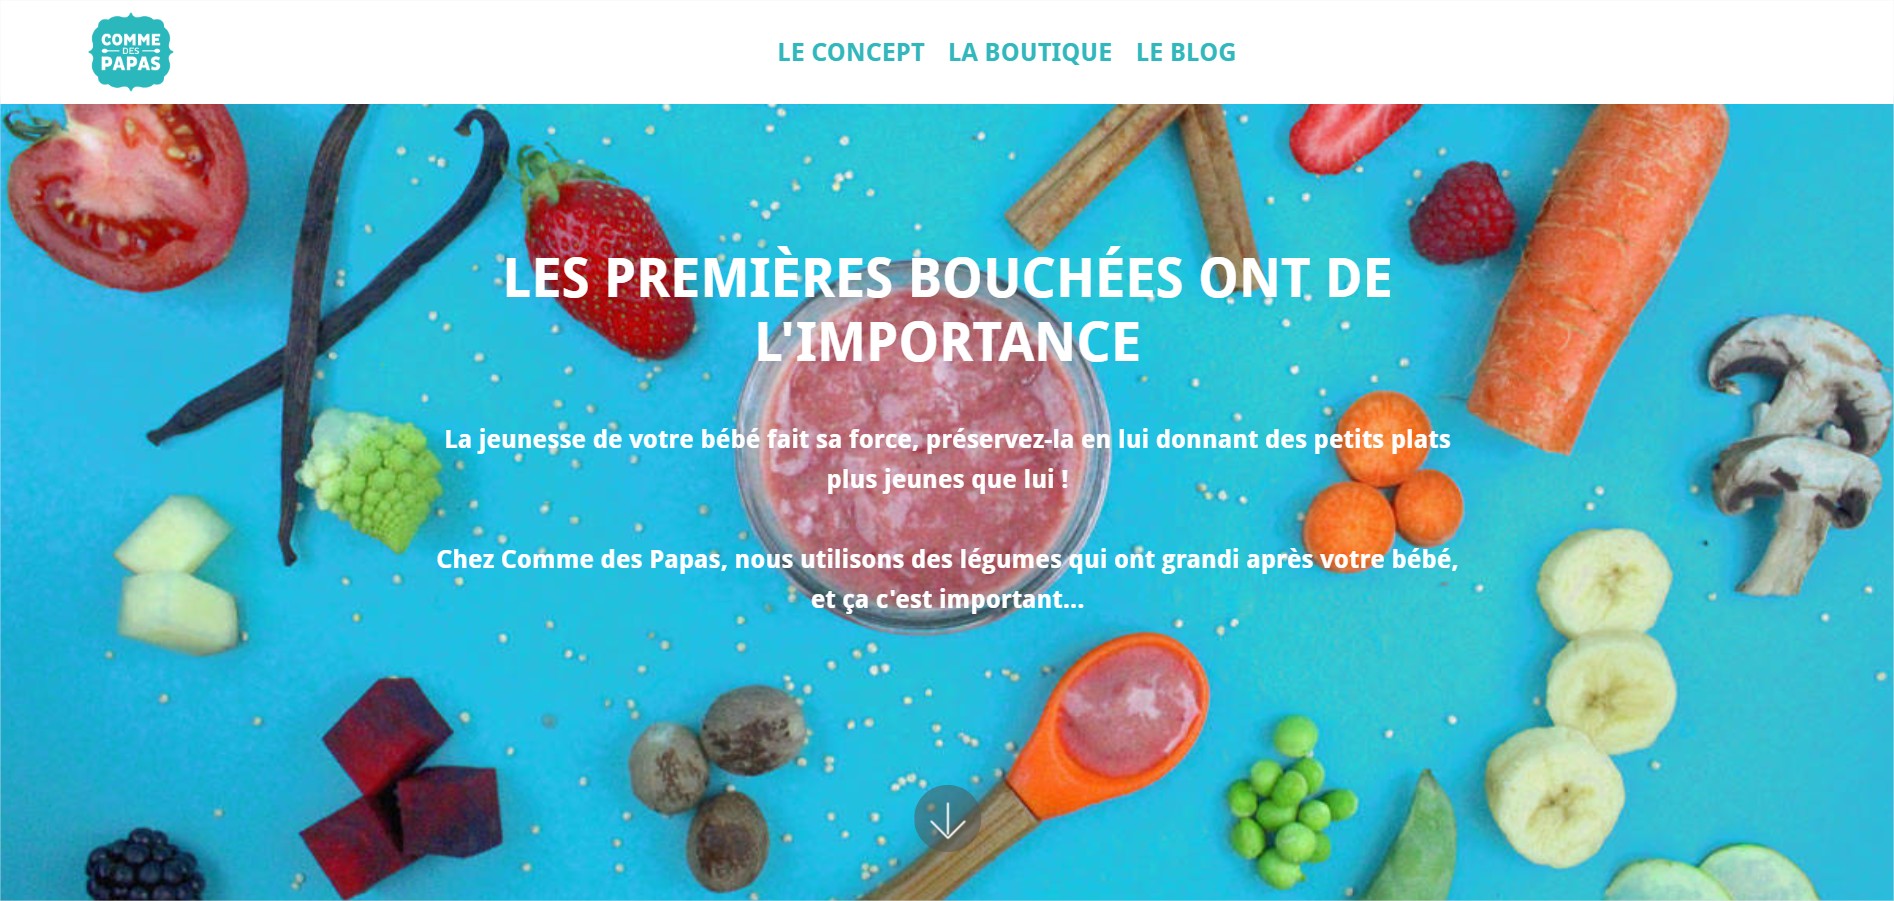 COMME
DES
PAPAS
LE CONCEPT LA BOUTIQUE LE BLOG
LES PREMIÈRES BOUCHÉES ONT DE
L'IMPORTANCE
La jeunesse de votre bébé fait sa force, préservez-la en lui donnant des petits plats
plus jeunes que lui !
Chez Comme des Papas, nous utilisons des légumes qui ont grandi après votre bébé,
et ça c'est important...